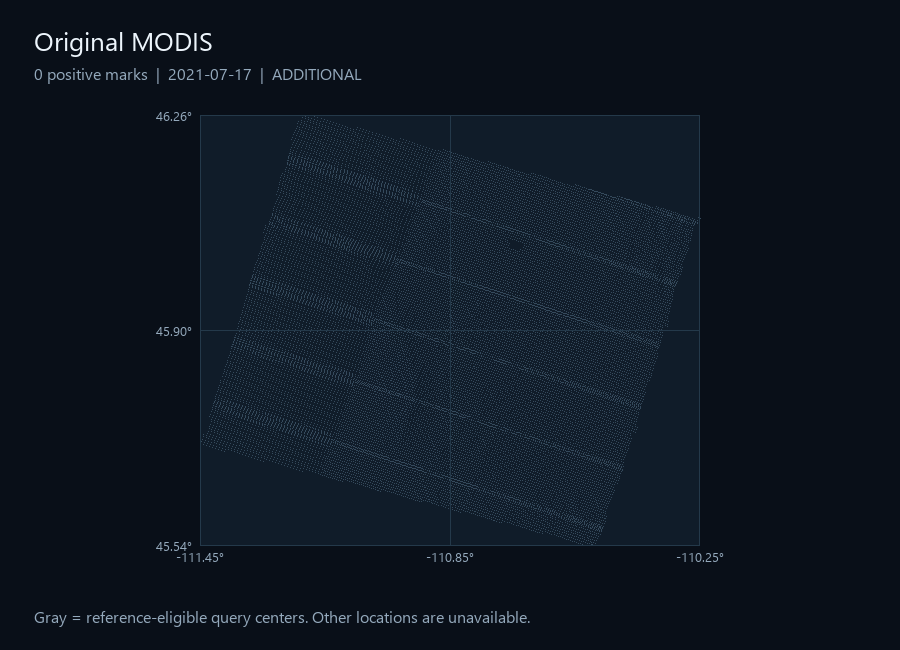 Original MODIS
0 positive marks | 2021-07-17 | ADDITIONAL
46.26°
45.90°
45.54°
-111.45°
-110.85°
-110.25°
Gray = reference-eligible query centers. Other locations are unavailable.